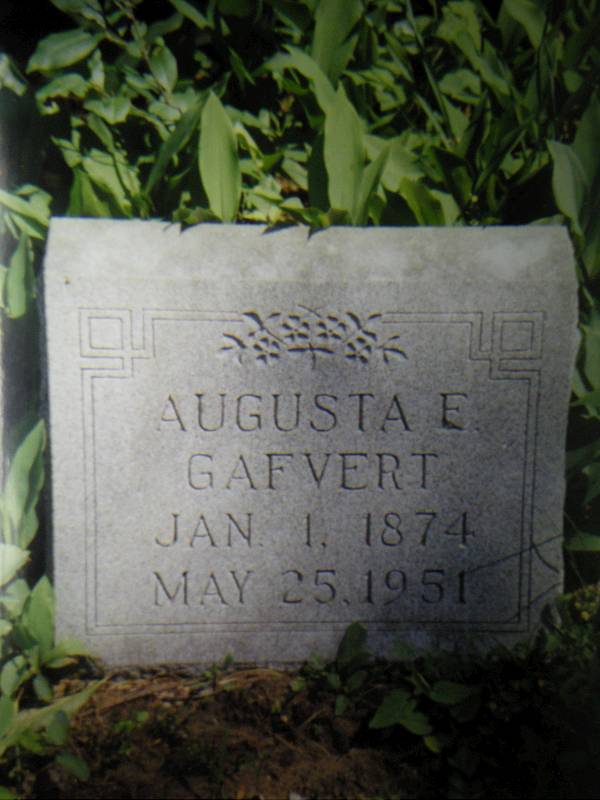 AUGUSTA E.
GAFVERT
JAN. 1, 1874
MAY 25, 1951